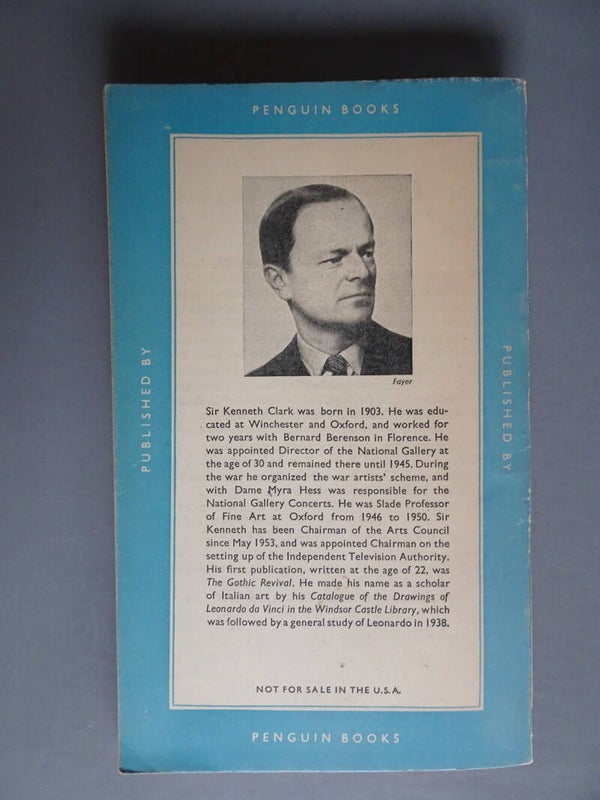 PENGUIN BOOKS
PUBLISHED BY
PUBLISHED BY
Fayer
Sir Kenneth Clark was born in 1903. He was edu-
cated at Winchester and Oxford, and worked for
two years with Bernard Berenson in Florence. He
was appointed Director of the National Gallery at
the age of 30 and remained there until 1945. During
the war he organized the war artists' scheme, and
with Dame Myra Hess was responsible for the
National Gallery Concerts. He was Slade Professor
of Fine Art at Oxford from 1946 to 1950. Sir
Kenneth has been Chairman of the Arts Council
since May 1953, and was appointed Chairman on the
setting up of the Independent Television Authority.
His first publication, written at the age of 22, was
The Gothic Revival. He made his name as a scholar
of Italian art by his Catalogue of the Drawings of
Leonardo da Vinci in the Windsor Castle Library, which
was followed by a general study of Leonardo in 1938.
NOT FOR SALE IN THE U.S.A.
PENGUIN BOOKS